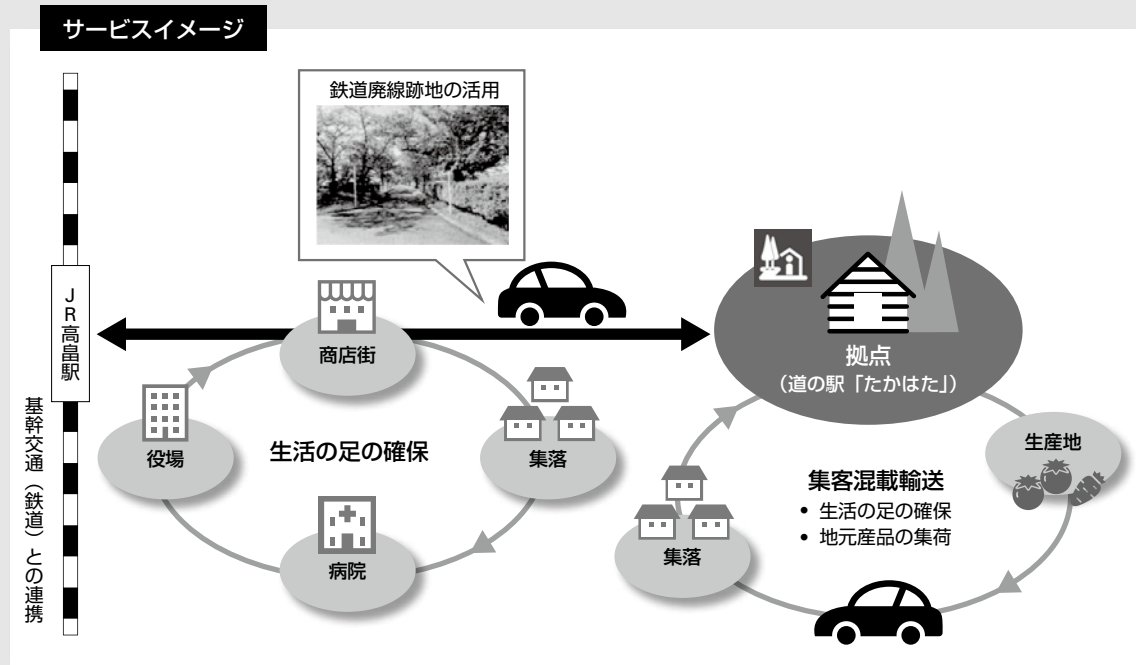 サービスイメージ
鉄道廃線跡地の活用
JR高畠駅
基幹交通（鉄道）との連携
商店街
役場
生活の足の確保
集落
病院
拠点
（道の駅「たかはた」）
生産地
集客混載輸送
• 生活の足の確保
• 地元産品の集荷
集落